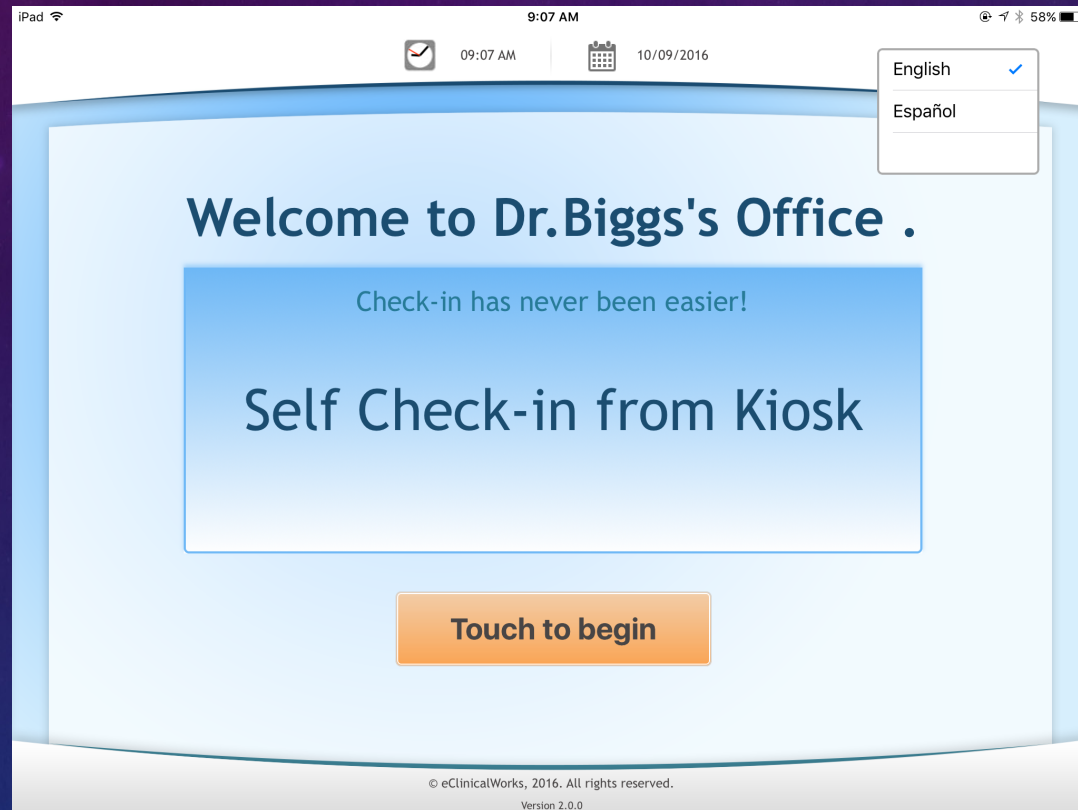 iPad 9:07 AM 58%
09:07 AM 10/09/2016
English
Español
Welcome to Dr.Biggs's Office .
Check-in has never been easier!
Self Check-in from Kiosk
Touch to begin
© eClinicalWorks, 2016. All rights reserved.
Version 2.0.0